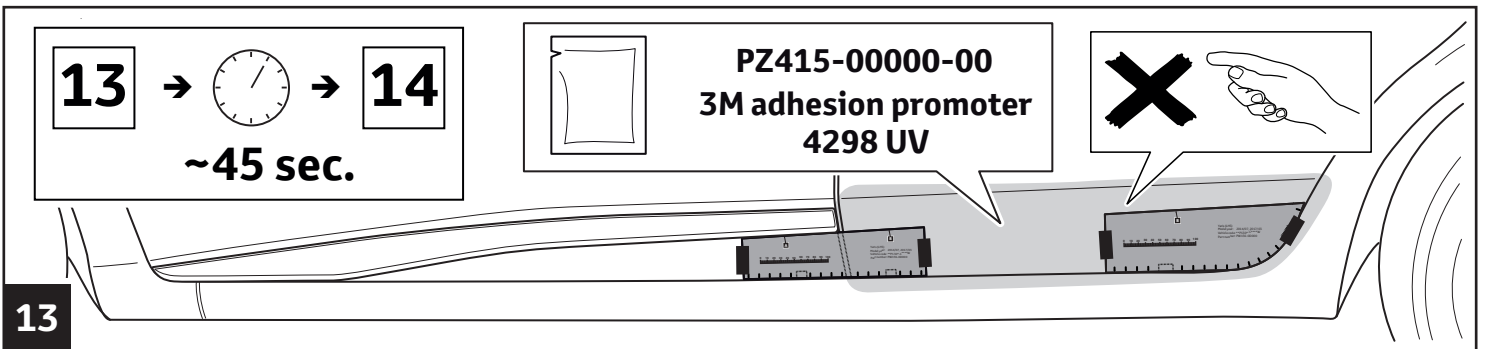 13 → → 14
~45 sec.
PZ415-00000-00
3M adhesion promoter
4298 UV
13